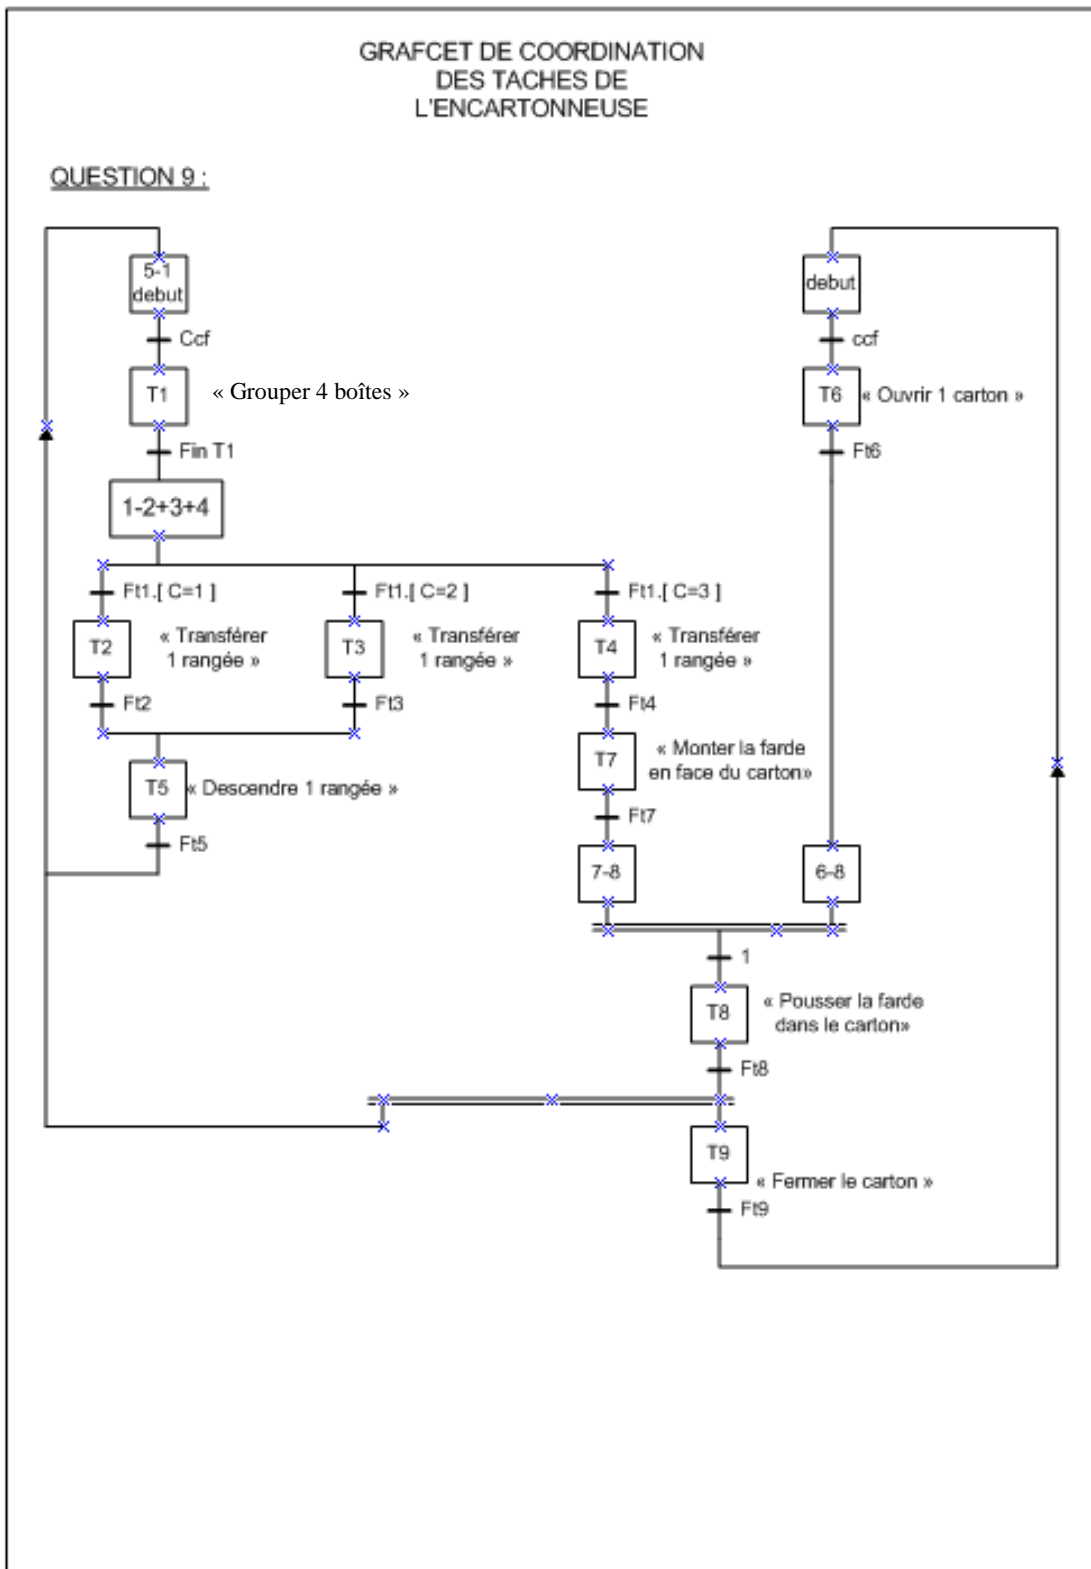 GRAFCET DE COORDINATION
DES TACHES DE
L'ENCARTONNEUSE
QUESTION 9 :
5-1
debut
debut
Ccf
ccf
T1
« Grouper 4 boîtes »
T6
« Ouvrir 1 carton »
Fin T1
Ft6
1-2+3+4
Ft1.[ C=1 ]
Ft1.[ C=2 ]
Ft1.[ C=3 ]
T2
« Transférer
1 rangée »
T3
« Transférer
1 rangée »
T4
« Transférer
1 rangée »
Ft2
Ft3
Ft4
T5
« Descendre 1 rangée »
T7
« Monter la farde
en face du carton»
Ft5
Ft7
7-8
6-8
1
T8
« Pousser la farde
dans le carton»
Ft8
T9
« Fermer le carton »
Ft9